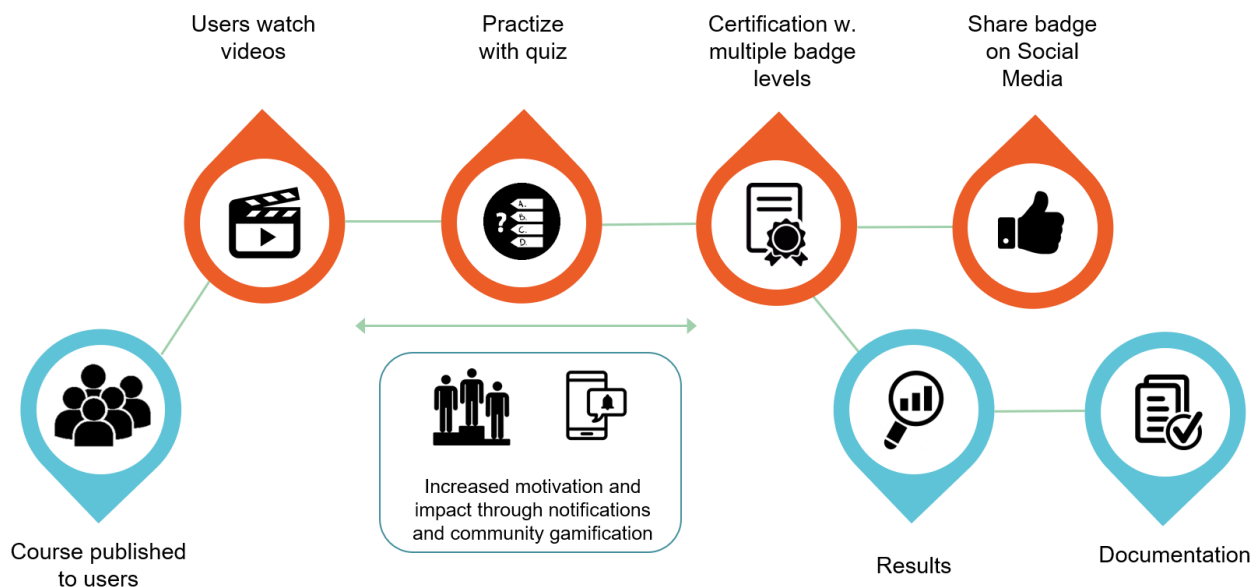 Users watch
videos
Practize
with quiz
Certification w.
multiple badge
levels
Share badge
on Social
Media
?
A.
B.
C.
D.
Increased motivation and
impact through notifications
and community gamification
Course published
to users
Results
Documentation